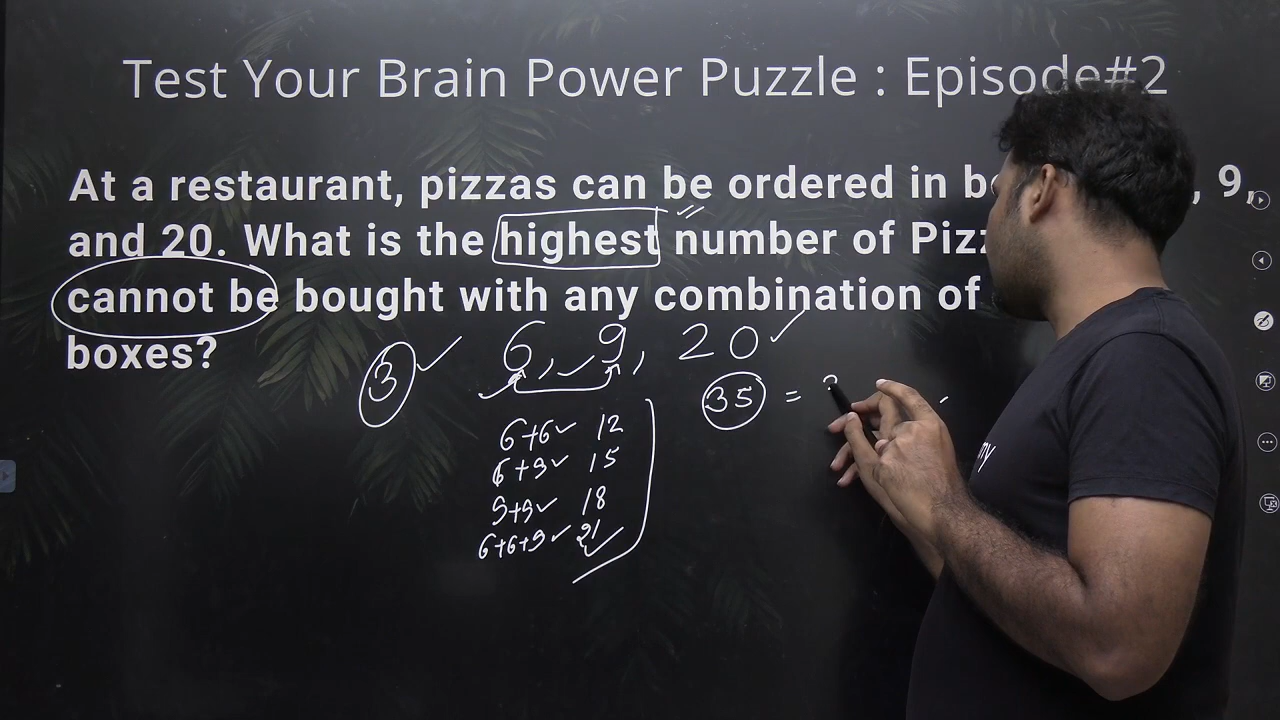 Test Your Brain Power Puzzle : Episode#2
At a restaurant, pizzas can be ordered in , 9,
and 20. What is the highest number of
cannot be bought with any combination of
boxes?
3 6, 9, 20
35 =
6+6 12
6+9 15
9+9 18
6+6+9 21
my